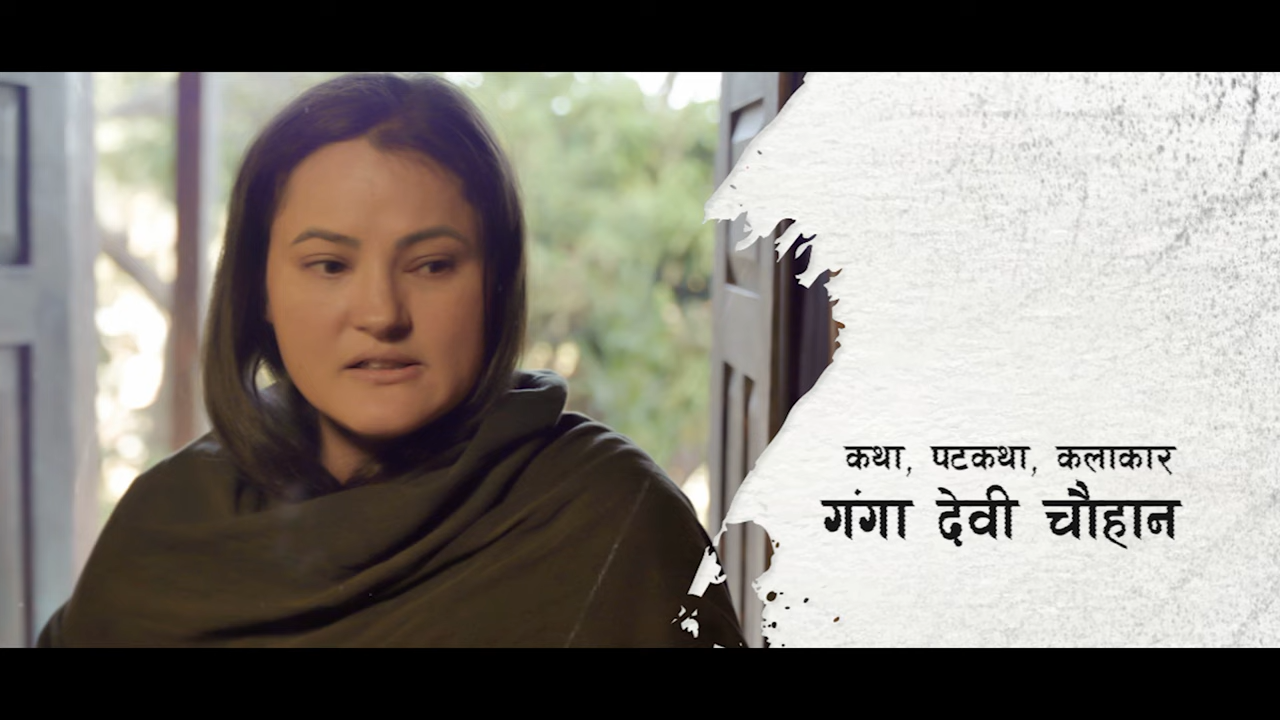 कथा, पटकथा, कलाकार
गंगा देवी चौहान